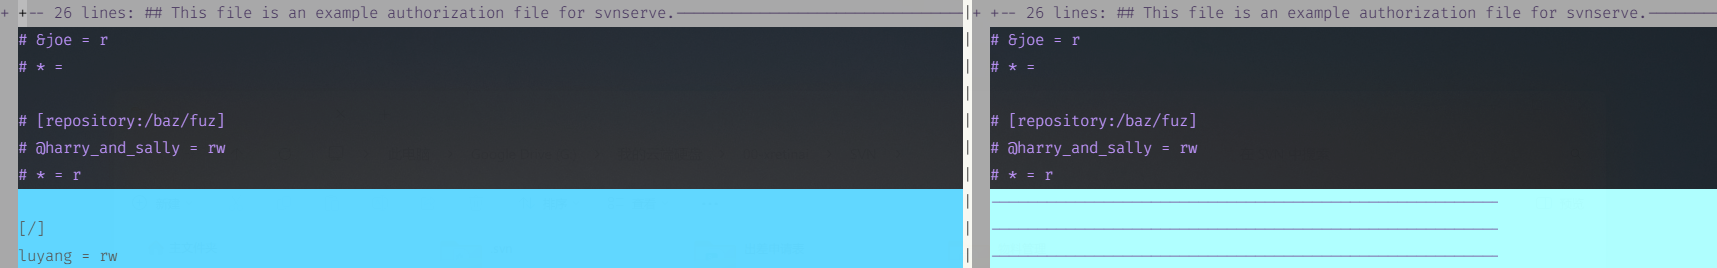 + +-- 26 lines: ## This file is an example authorization file for svnserve.
# &joe = r
# * =
# [repository:/baz/fuz]
# @harry_and_sally = rw
# * = r
[/]
luyang = rw
+ +-- 26 lines: ## This file is an example authorization file for svnserve.
# &joe = r
# * =
# [repository:/baz/fuz]
# @harry_and_sally = rw
# * = r